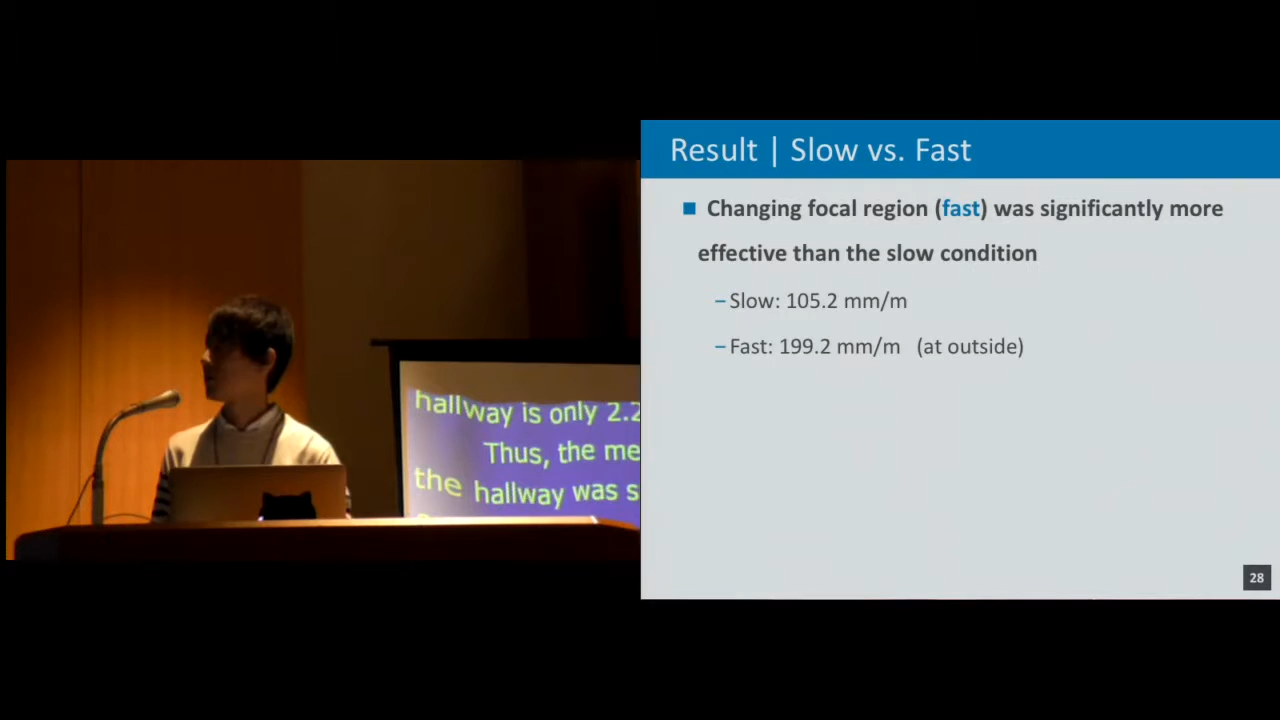 hallway is only 2.2
Thus, the me
the hallway was s
Result | Slow vs. Fast
■ Changing focal region (fast) was significantly more
effective than the slow condition
–Slow: 105.2 mm/m
–Fast: 199.2 mm/m (at outside)
28